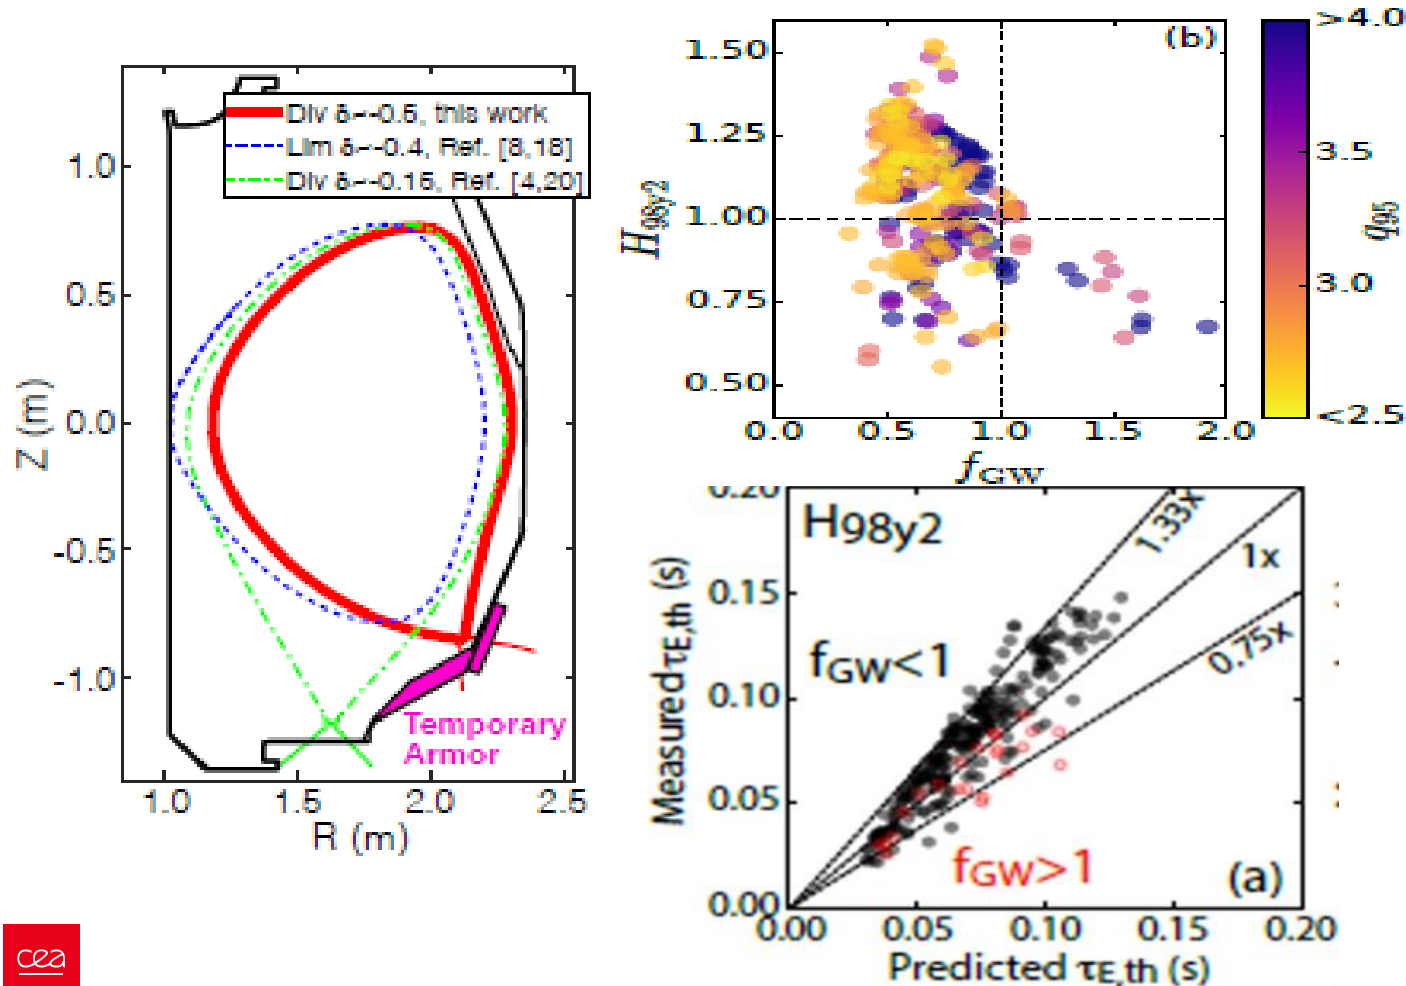 Div δ~-0.5, this work
Lim δ~-0.4, Ref. [8,18]
Div δ~-0.15, Ref. [4,20]
1.0
0.5
0.0
-0.5
-1.0
Z (m)
1.0
1.5
2.0
2.5
R (m)
Temporary
Armor
(b)
1.50
1.25
1.00
0.75
0.50
H98y2
0.0
0.5
1.0
1.5
2.0
fGW
>4.0
3.5
3.0
<2.5
q95
H98y2
1.33x
1x
0.75x
fGW<1
fGW>1
(a)
0.20
0.15
0.10
0.05
0.00
Measured τE,th (s)
0.00
0.05
0.10
0.15
0.20
Predicted τE,th (s)
cea